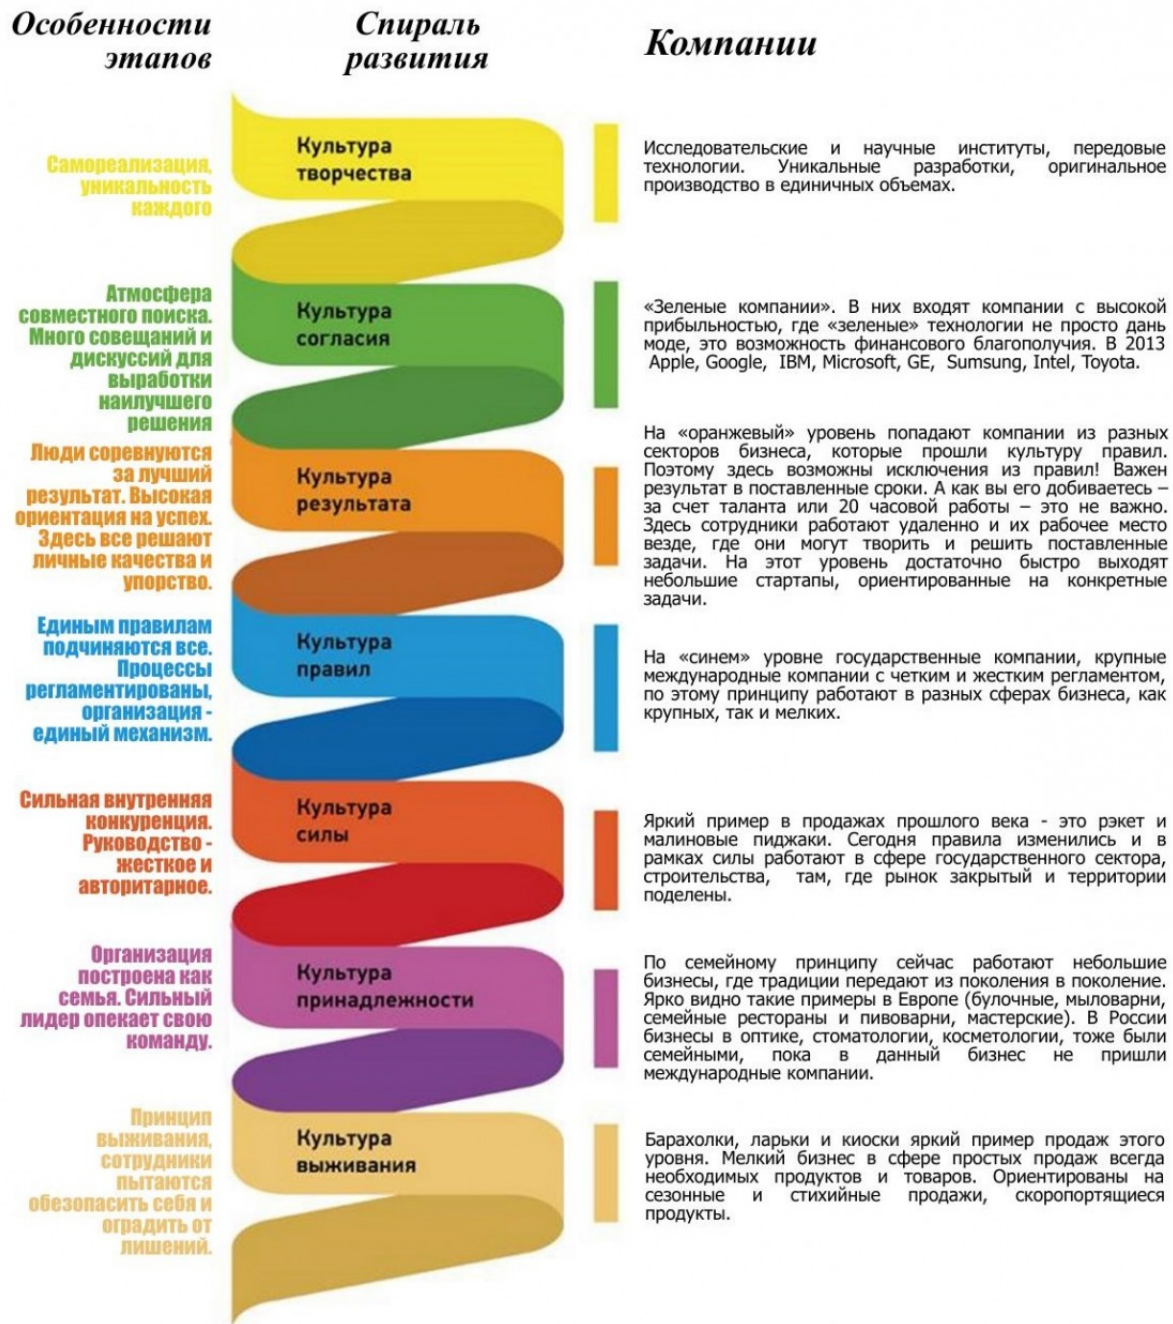 Особенности
этапов
Спираль
развития
Компании
Самореализация,
уникальность
каждого
Культура
творчества
Исследовательские и научные институты, передовые
технологии. Уникальные разработки, оригинальное
производство в единичных объемах.
Атмосфера
совместного поиска.
Много совещаний и
дискуссий для
выработки
наилучшего
решения
Культура
согласия
«Зеленые компании». В них входят компании с высокой
прибыльностью, где «зеленые» технологии не просто дань
моде, это возможность финансового благополучия. В 2013
Apple, Google, IBM, Microsoft, GE, Sumsung, Intel, Toyota.
Люди соревнуются
за лучший
результат. Высокая
ориентация на успех.
Здесь все решают
личные качества и
упорство.
Культура
результата
На «оранжевый» уровень попадают компании из разных
секторов бизнеса, которые прошли культуру правил.
Поэтому здесь возможны исключения из правил! Важен
результат в поставленные сроки. А как вы его добиваетесь –
за счет таланта или 20 часовой работы – это не важно.
Здесь сотрудники работают удаленно и их рабочее место
везде, где они могут творить и решить поставленные
задачи. На этот уровень достаточно быстро выходят
небольшие стартапы, ориентированные на конкретные
задачи.
Единым правилам
подчиняются все.
Процессы
регламентированы,
организация -
единый механизм.
Культура
правил
На «синем» уровне государственные компании, крупные
международные компании с четким и жестким регламентом,
по этому принципу работают в разных сферах бизнеса, как
крупных, так и мелких.
Сильная внутренняя
конкуренция.
Руководство -
жесткое и
авторитарное.
Культура
силы
Яркий пример в продажах прошлого века - это рэкет и
малиновые пиджаки. Сегодня правила изменились и в
рамках силы работают в сфере государственного сектора,
строительства, там, где рынок закрытый и территории
поделены.
Организация
построена как
семья. Сильный
лидер опекает свою
команду.
Культура
принадлежности
По семейному принципу сейчас работают небольшие
бизнесы, где традиции передают из поколения в поколение.
Ярко видно такие примеры в Европе (булочные, мыловарни,
семейные рестораны и пивоварни, мастерские). В России
бизнесы в оптике, стоматологии, косметологии, тоже были
семейными, пока в данный бизнес не пришли
международные компании.
Принцип
выживания,
сотрудники
пытаются
обезопасить себя и
оградить от
лишений.
Культура
выживания
Барахолки, ларьки и киоски яркий пример продаж этого
уровня. Мелкий бизнес в сфере простых продаж всегда
необходимых продуктов и товаров. Ориентированы на
сезонные и стихийные продажи, скоропортящиеся
продукты.